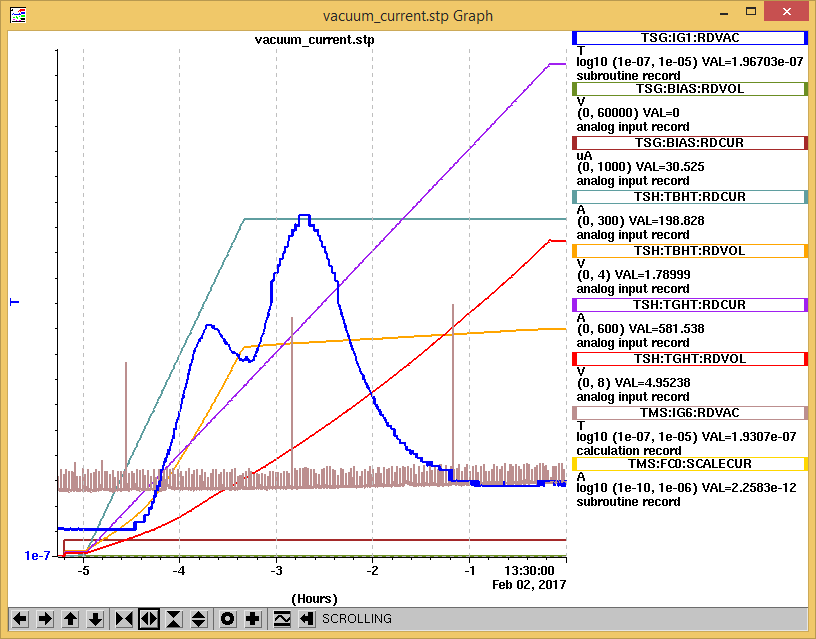 vacuum_current.stp Graph
vacuum_current.stp
T
1e-7
-5
-4
-3
-2
-1
13:30:00
Feb 02, 2017
(Hours)
TSG:IG1:RDVAC
T
log10 (1e-07, 1e-05) VAL=1.96703e-07
subroutine record
TSG:BIAS:RDVOL
V
(0, 60000) VAL=0
analog input record
TSG:BIAS:RDCUR
uA
(0, 1000) VAL=30.525
analog input record
TSH:TBHT:RDCUR
A
(0, 300) VAL=198.828
analog input record
TSH:TBHT:RDVOL
V
(0, 4) VAL=1.78999
analog input record
TSH:TGHT:RDCUR
A
(0, 600) VAL=581.538
analog input record
TSH:TGHT:RDVOL
V
(0, 8) VAL=4.95238
analog input record
TMS:IG6:RDVAC
T
log10 (1e-07, 1e-05) VAL=1.9307e-07
calculation record
TMS:FC0:SCALECUR
A
log10 (1e-10, 1e-06) VAL=2.2583e-12
subroutine record
SCROLLING